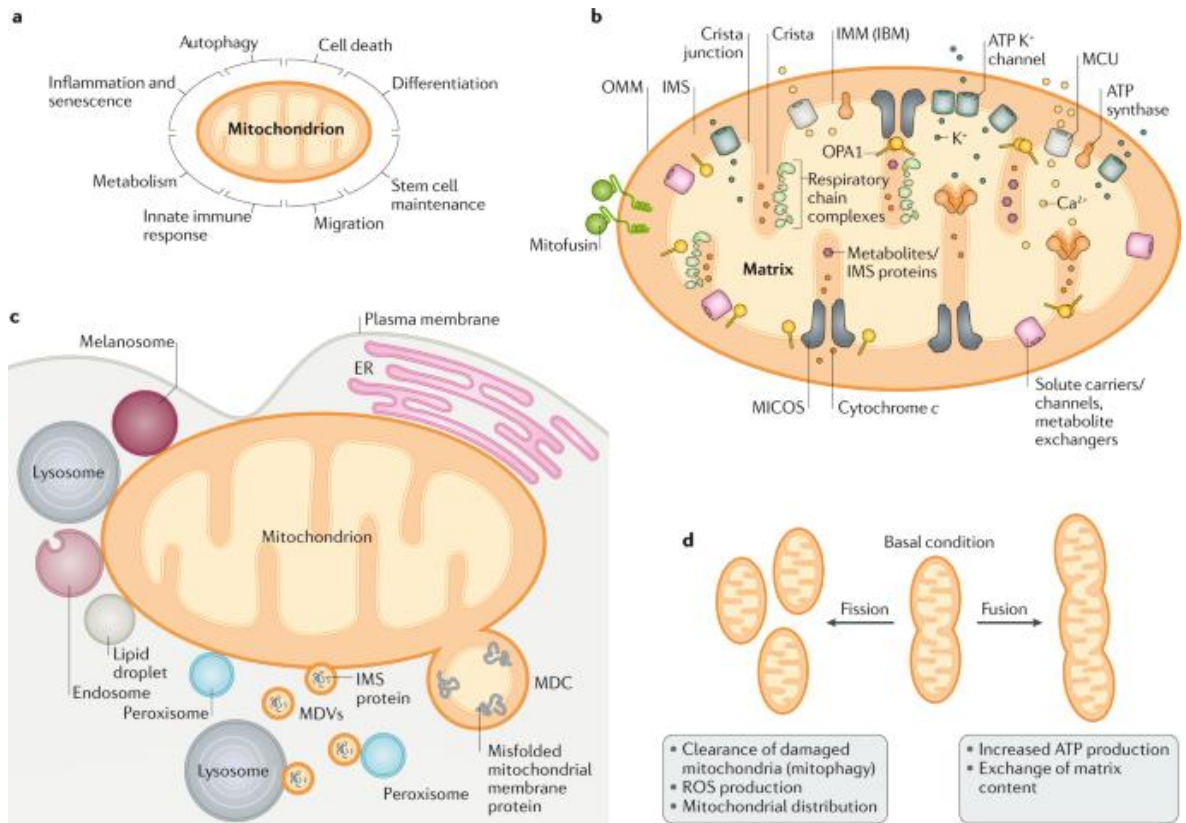 a
Autophagy
Cell death
Inflammation and
senescence
Differentiation
Mitochondrion
Metabolism
Stem cell
maintenance
Innate immune
response
Migration
b
Crista
junction
Crista
IMM (IBM)
ATP K⁺
channel
MCU
OMM
IMS
ATP
synthase
OPA1
K⁺
Respiratory
chain
complexes
Ca²⁺
Mitofusin
Matrix
Metabolites/
IMS proteins
MICOS
Cytochrome c
Solute carriers/
channels,
metabolite
exchangers
c
Plasma membrane
Melanosome
ER
Lysosome
Mitochondrion
Lipid
droplet
Endosome
Peroxisome
IMS
protein
MDVs
MDC
Lysosome
Peroxisome
Misfolded
mitochondrial
membrane
protein
d
Basal condition
Fission
Fusion
• Clearance of damaged
mitochondria (mitophagy)
• ROS production
• Mitochondrial distribution
• Increased ATP production
• Exchange of matrix
content